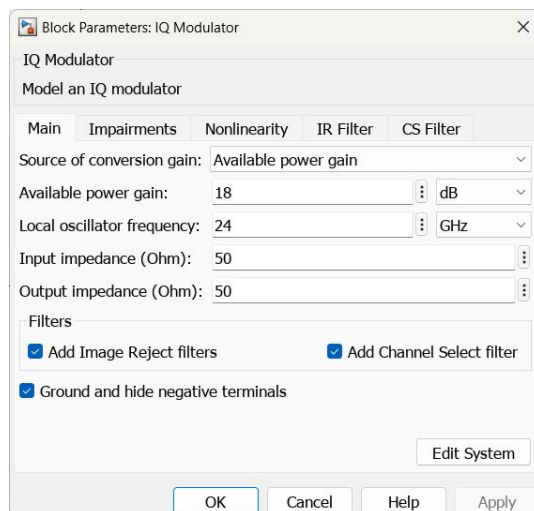 Block Parameters: IQ Modulator
IQ Modulator
Model an IQ modulator
Main Impairments Nonlinearity IR Filter CS Filter
Source of conversion gain: Available power gain
Available power gain: 18 dB
Local oscillator frequency: 24 GHz
Input impedance (Ohm): 50
Output impedance (Ohm): 50
Filters
Add Image Reject filters Add Channel Select filter
Ground and hide negative terminals
Edit System
OK Cancel Help Apply